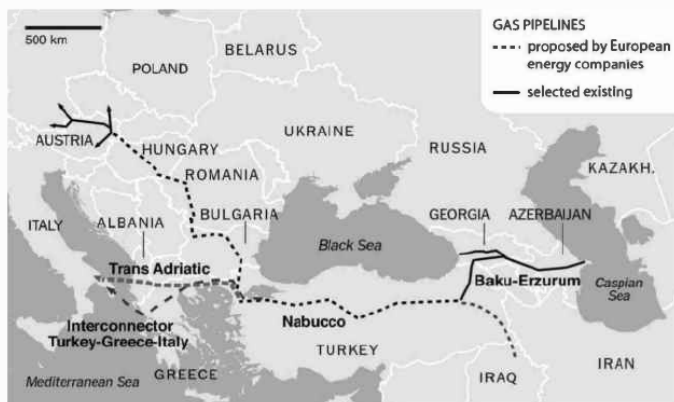 500 km
GAS PIPELINES
proposed by European
energy companies
selected existing
BELARUS
POLAND
UKRAINE
AUSTRIA
HUNGARY
RUSSIA
KAZAKH.
ROMANIA
ITALY
ALBANIA
BULGARIA
GEORGIA
AZERBAIJAN
Black Sea
Trans Adriatic
Baku-Erzurum
Caspian
Sea
Interconnector
Turkey-Greece-Italy
Nabucco
TURKEY
GREECE
IRAQ
IRAN
Mediterranean Sea